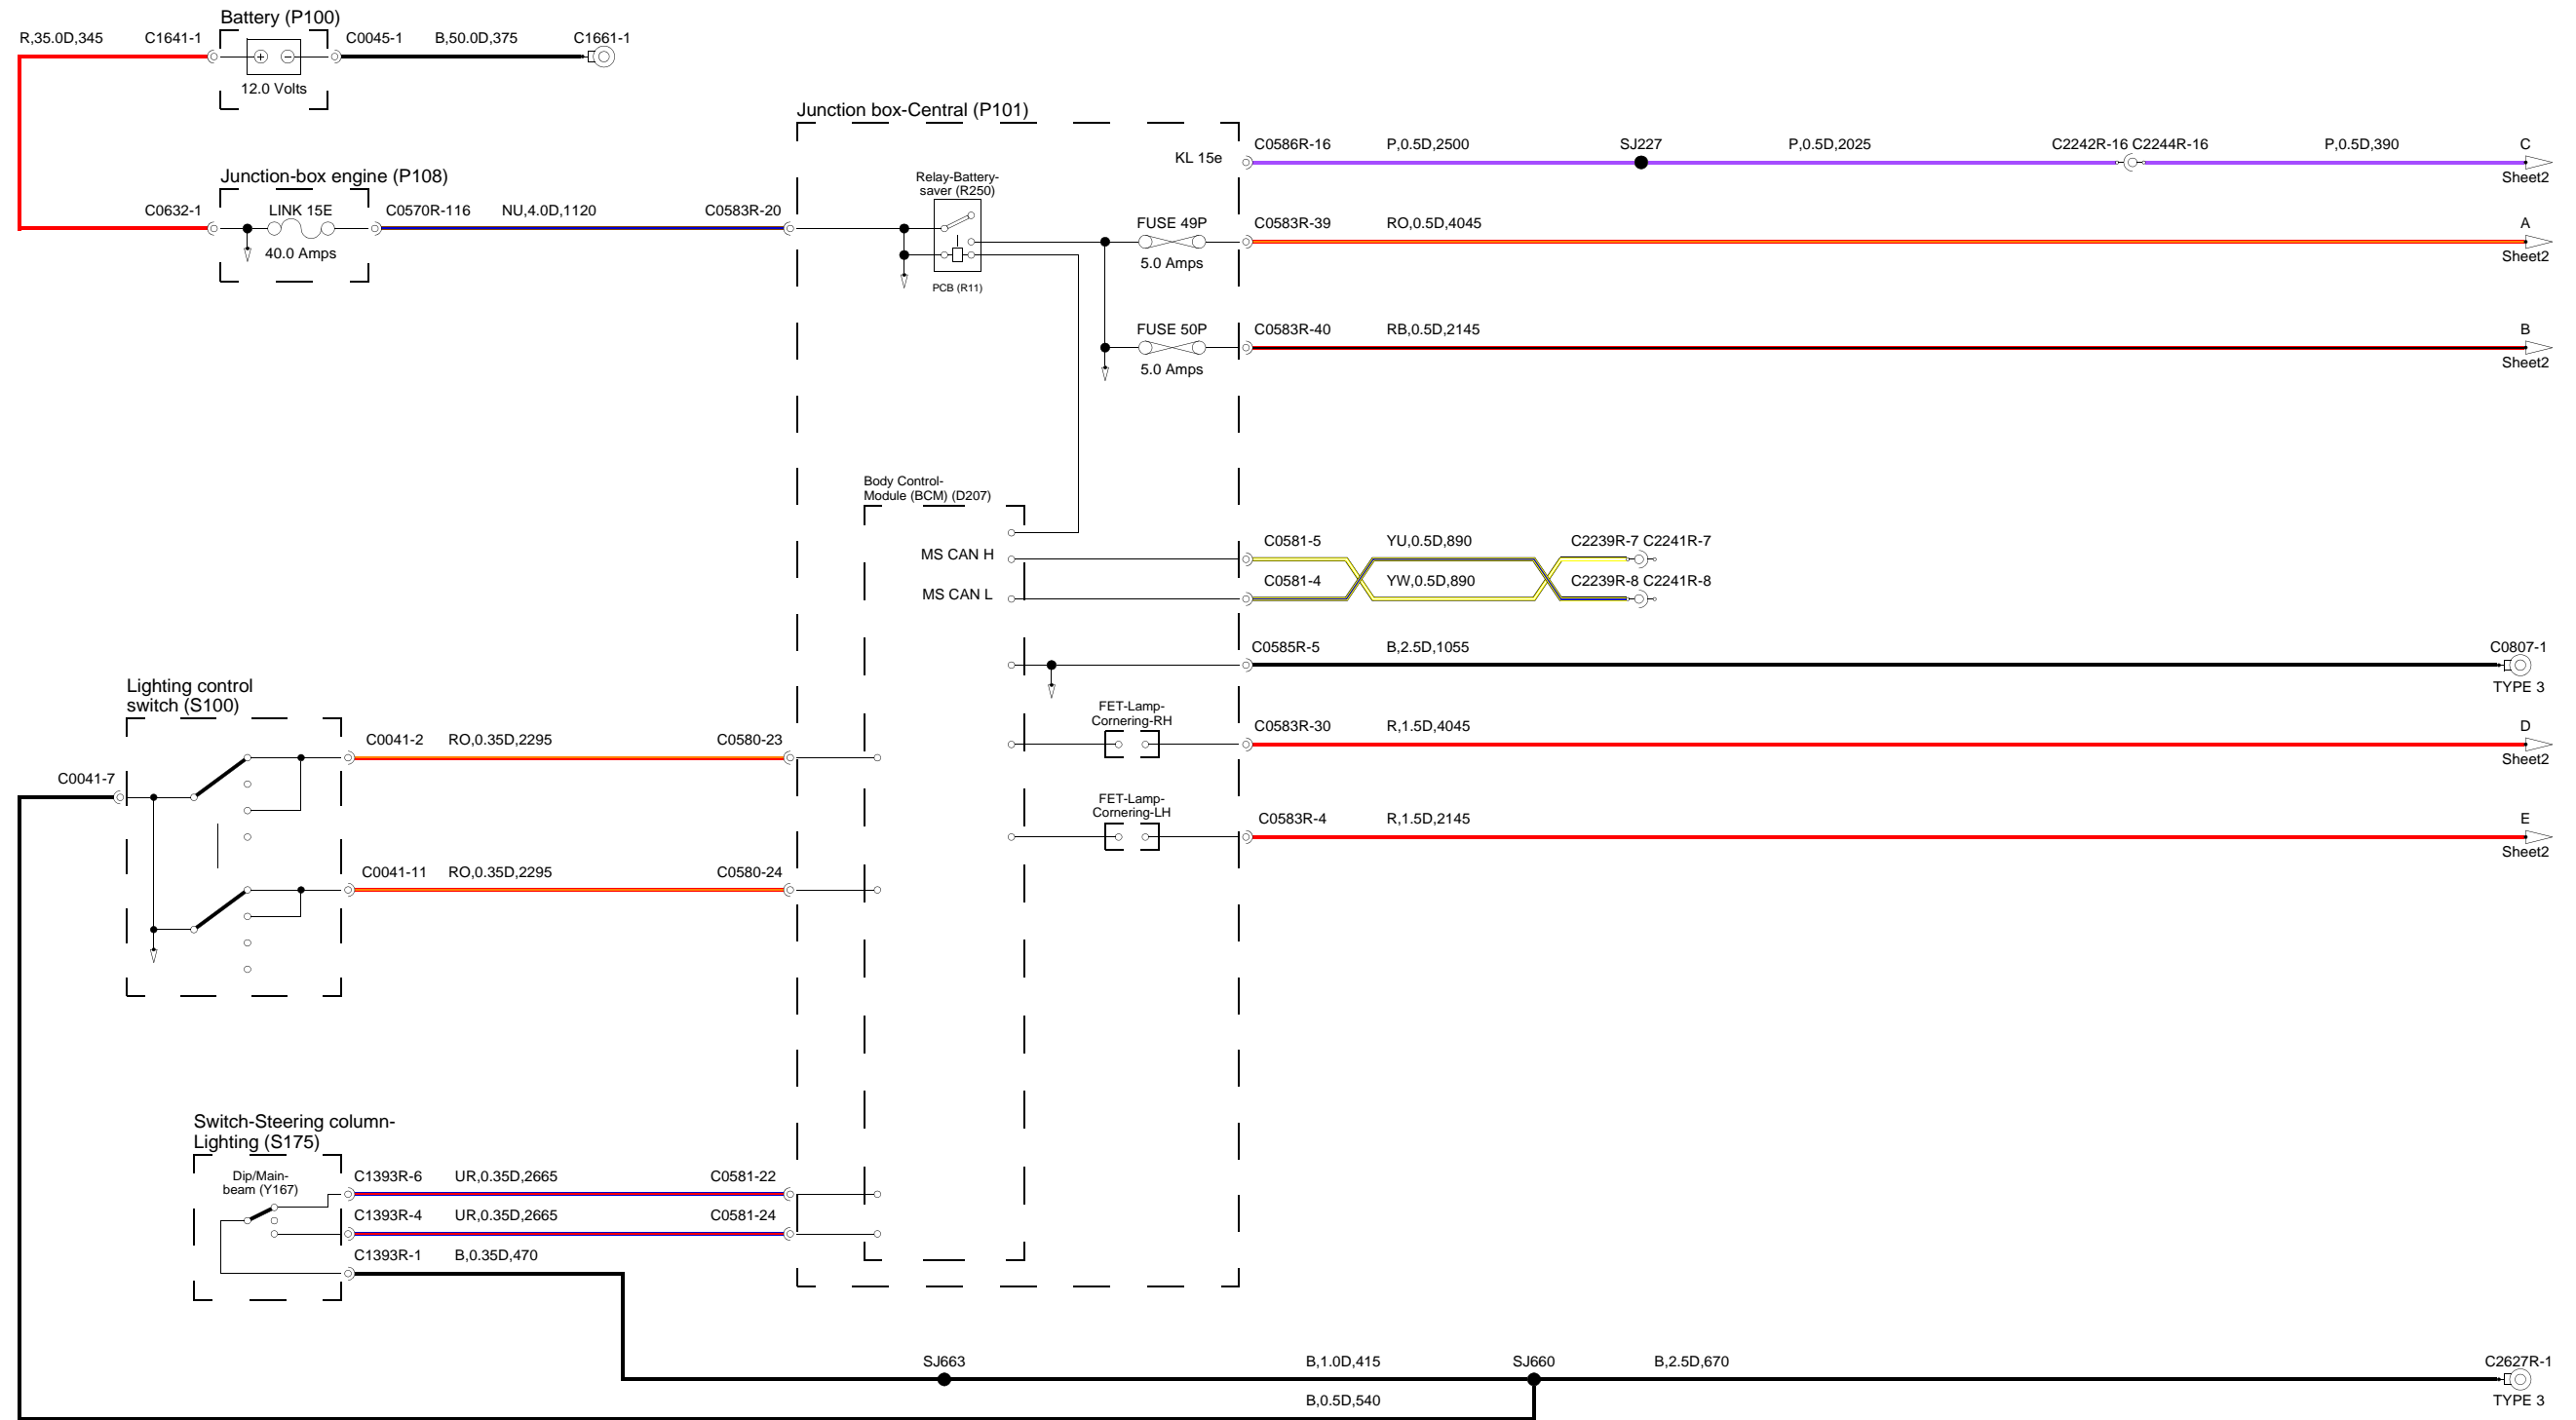 Battery (P100)
R,35.0D,345
C1641-1
C0045-1
B,50.0D,375
C1661-1
12.0 Volts
Junction box-Central (P101)
KL 15e
C0586R-16
P,0.5D,2500
SJ227
P,0.5D,2025
C2242R-16 C2244R-16
P,0.5D,390
C
Sheet2
Junction-box engine (P108)
C0632-1
LINK 15E
40.0 Amps
C0570R-116
NU,4.0D,1120
C0583R-20
Relay-Battery-
saver (R250)
PCB (R11)
FUSE 49P
5.0 Amps
C0583R-39
RO,0.5D,4045
A
Sheet2
FUSE 50P
5.0 Amps
C0583R-40
RB,0.5D,2145
B
Sheet2
Body Control-
Module (BCM) (D207)
MS CAN H
C0581-5
YU,0.5D,890
C2239R-7 C2241R-7
MS CAN L
C0581-4
YW,0.5D,890
C2239R-8 C2241R-8
C0585R-5
B,2.5D,1055
C0807-1
TYPE 3
Lighting control
switch (S100)
C0041-7
C0041-2
RO,0.35D,2295
C0580-23
FET-Lamp-
Cornering-RH
C0583R-30
R,1.5D,4045
D
Sheet2
FET-Lamp-
Cornering-LH
C0583R-4
R,1.5D,2145
E
Sheet2
C0041-11
RO,0.35D,2295
C0580-24
Switch-Steering column-
Lighting (S175)
Dip/Main-
beam (Y167)
C1393R-6
UR,0.35D,2665
C0581-22
C1393R-4
UR,0.35D,2665
C0581-24
C1393R-1
B,0.35D,470
SJ663
B,1.0D,415
SJ660
B,2.5D,670
C2627R-1
TYPE 3
B,0.5D,540